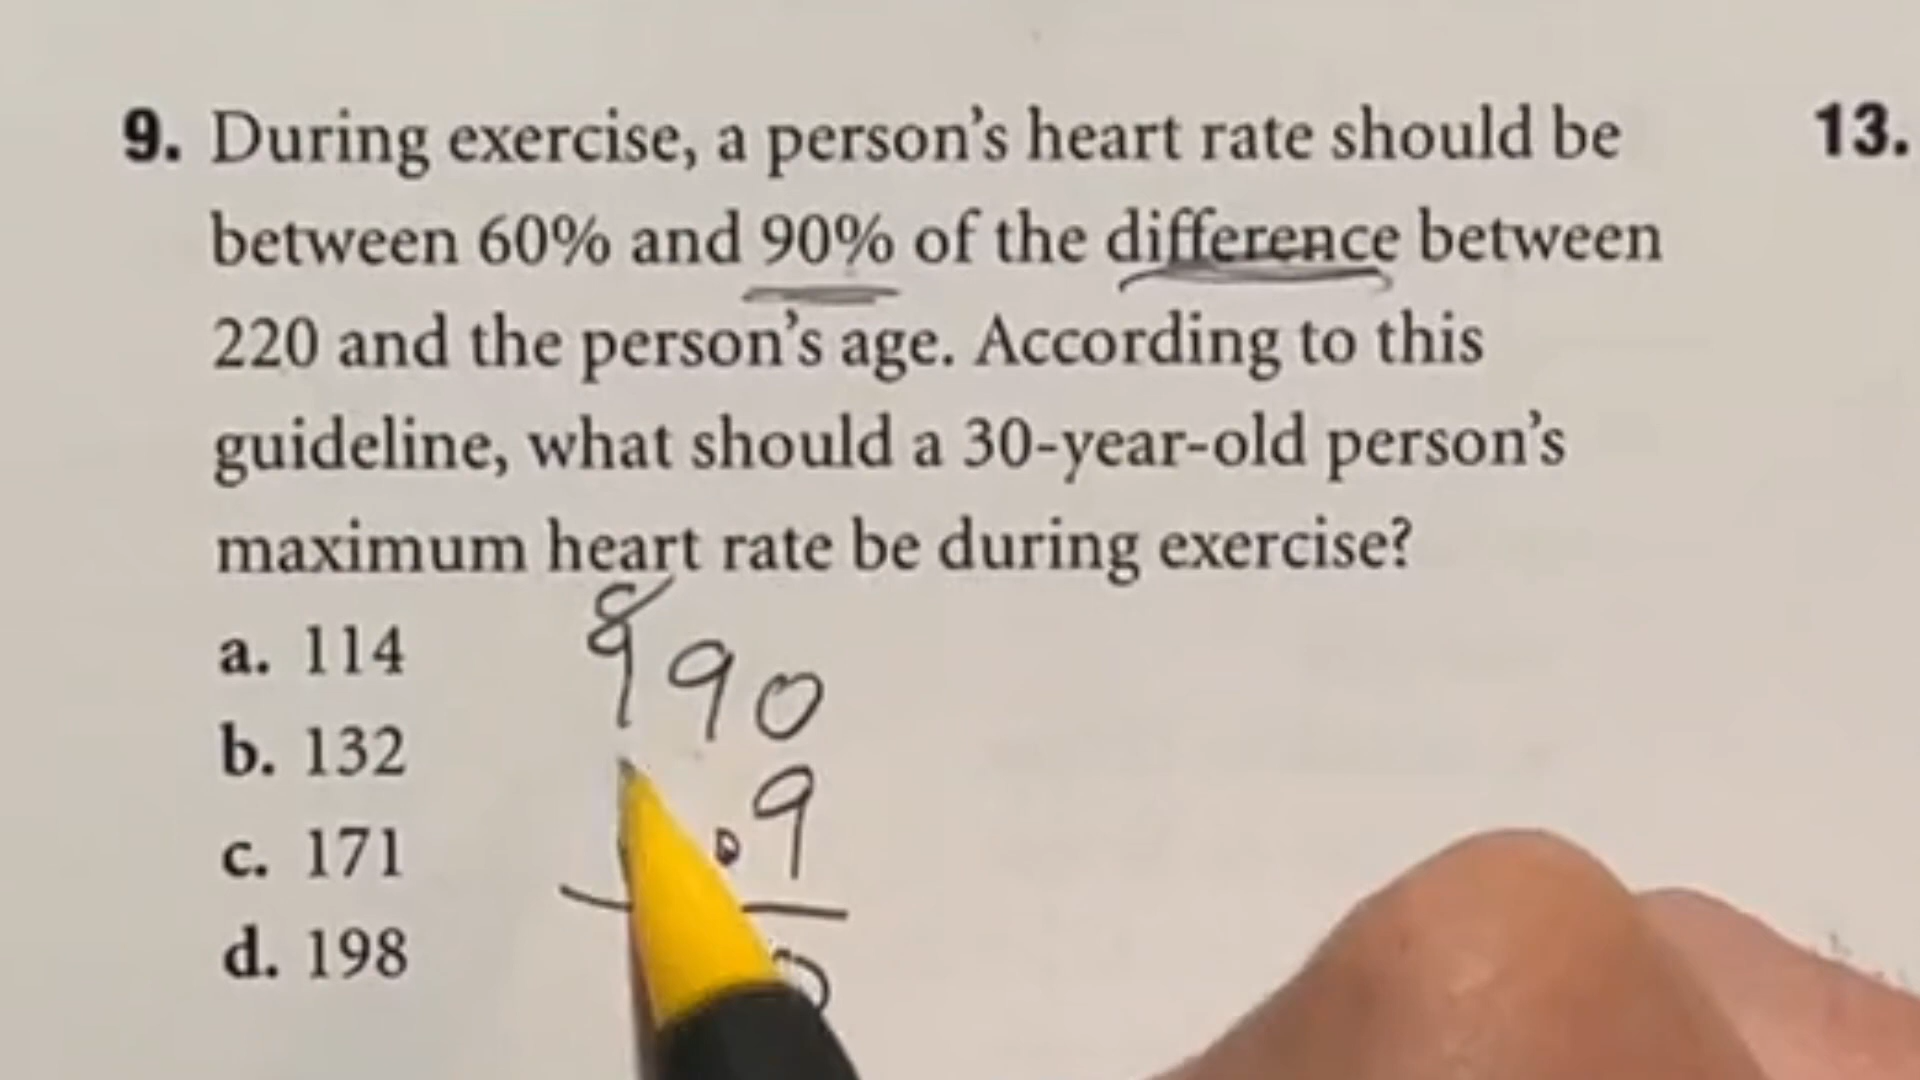 9. During exercise, a person's heart rate should be
between 60% and 90% of the difference between
220 and the person's age. According to this
guideline, what should a 30-year-old person's
maximum heart rate be during exercise?
a. 114
b. 132
c. 171
d. 198
13.
8
190
.9
0